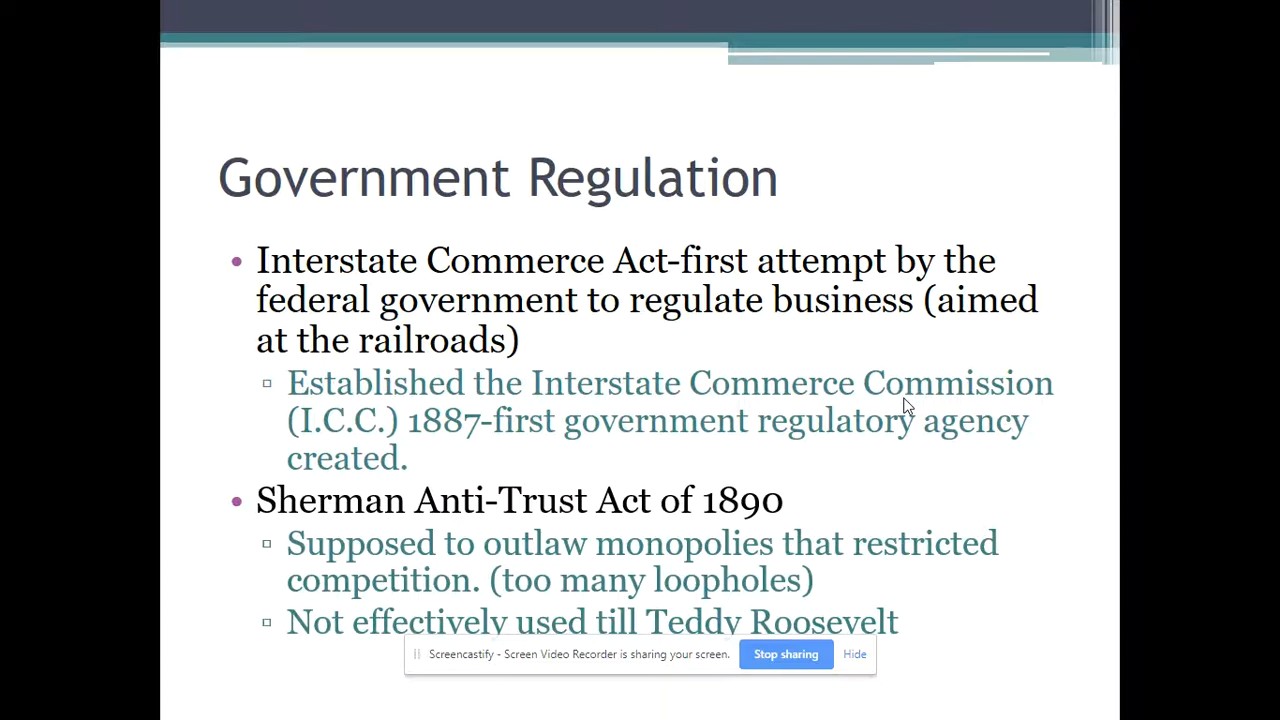 Government Regulation
• Interstate Commerce Act-first attempt by the
federal government to regulate business (aimed
at the railroads)
▫ Established the Interstate Commerce Commission
(I.C.C.) 1887-first government regulatory agency
created.
• Sherman Anti-Trust Act of 1890
▫ Supposed to outlaw monopolies that restricted
competition. (too many loopholes)
▫ Not effectively used till Teddy Roosevelt
Screencastify - Screen Video Recorder is sharing your screen. Stop sharing Hide